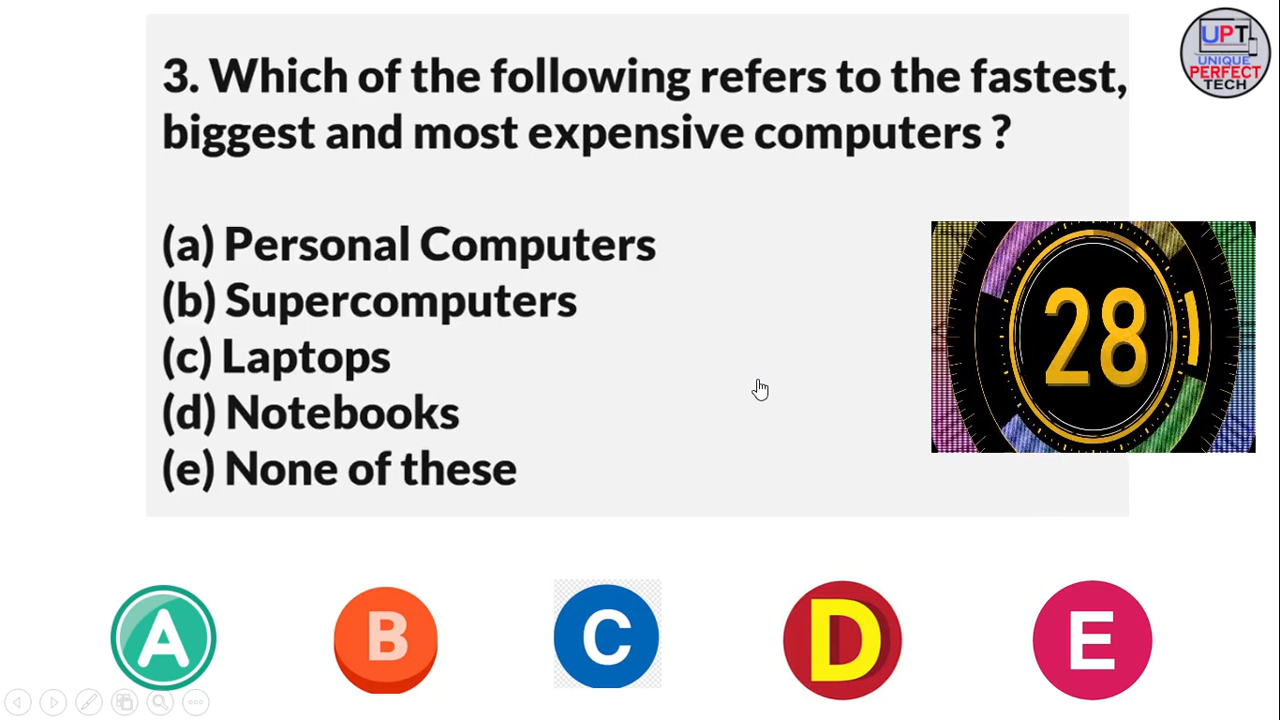 3. Which of the following refers to the fastest,
biggest and most expensive computers ?
(a) Personal Computers
(b) Supercomputers
(c) Laptops
(d) Notebooks
(e) None of these
28
UPT
UNIQUE
PERFECT
TECH
A B C D E